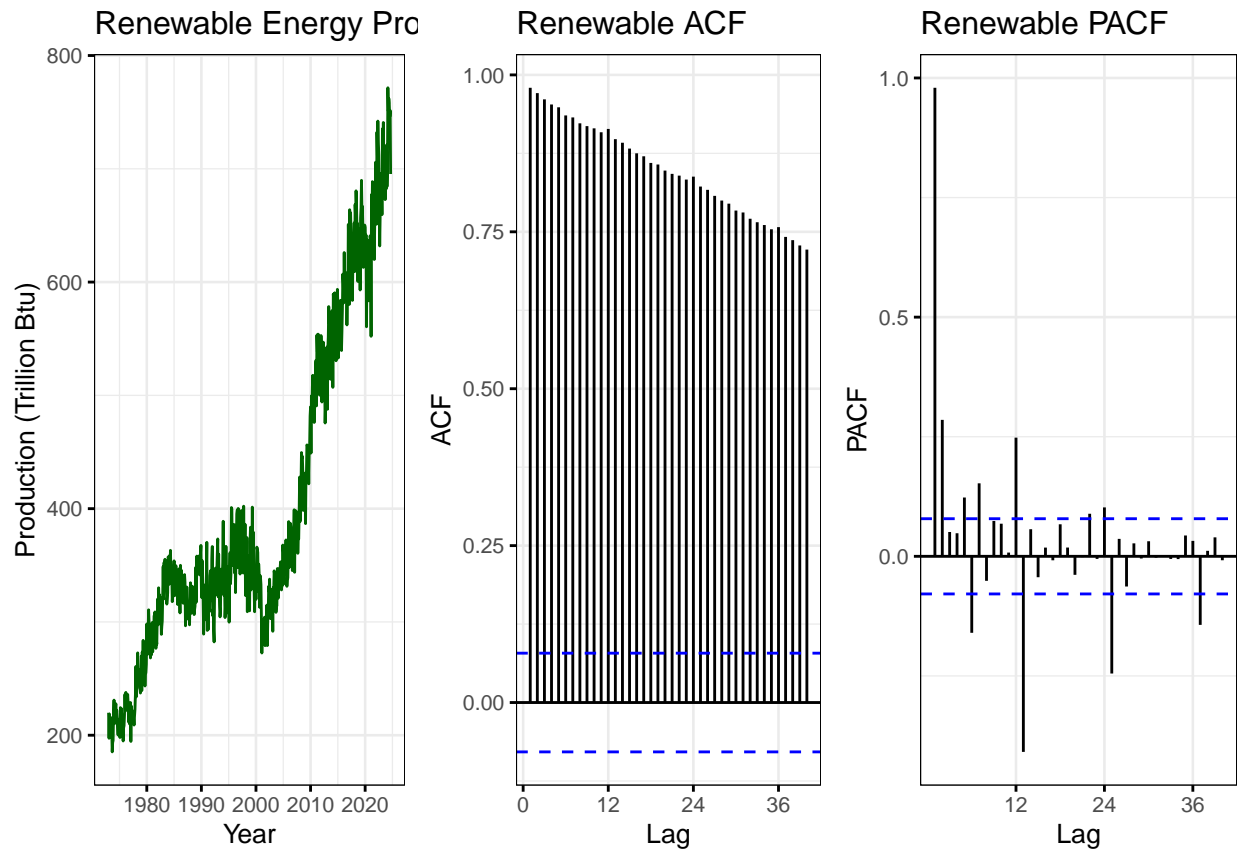 Renewable Energy Pro
800
600
400
200
Production (Trillion Btu)
1980 1990 2000 2010 2020
Year
Renewable ACF
1.00
0.75
0.50
0.25
0.00
ACF
0 12 24 36
Lag
Renewable PACF
1.0
0.5
0.0
PACF
12 24 36
Lag